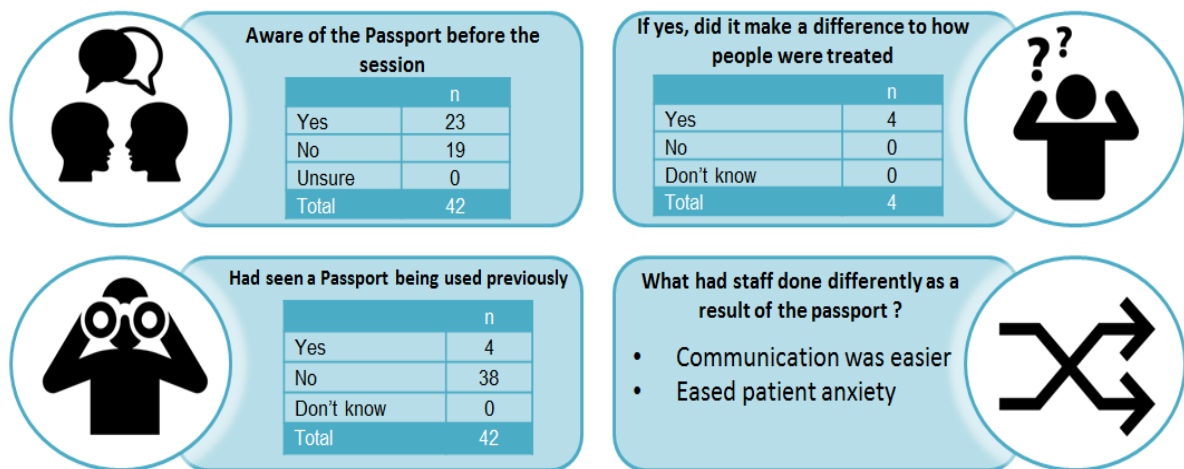 Aware of the Passport before the
session
n
Yes 23
No 19
Unsure 0
Total 42
If yes, did it make a difference to how
people were treated
n
Yes 4
No 0
Don't know 0
Total 4
? ?
Had seen a Passport being used previously
n
Yes 4
No 38
Don't know 0
Total 42
What had staff done differently as a
result of the passport ?
• Communication was easier
• Eased patient anxiety